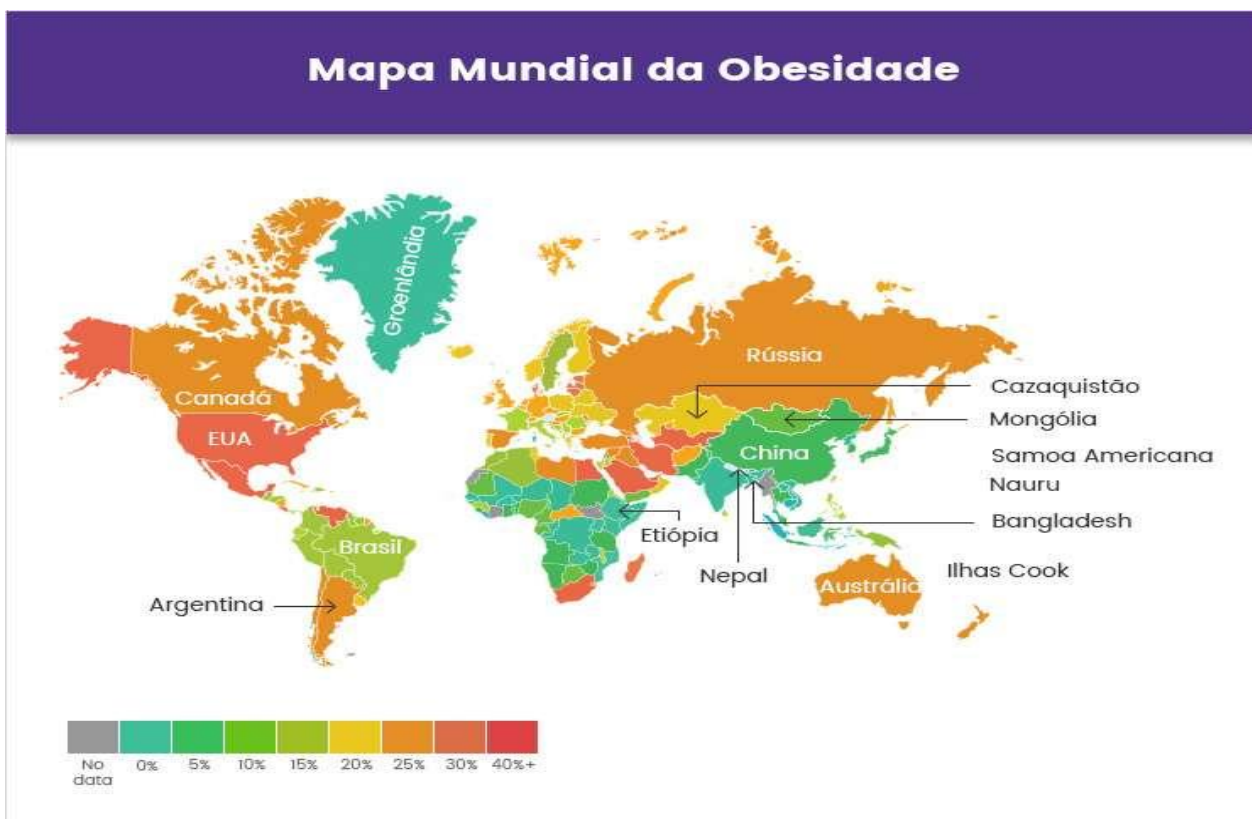 Mapa Mundial da Obesidade
Groenlândia
Rússia
Canadá
Cazaquistão
Mongólia
EUA
China
Samoa Americana
Nauru
Bangladesh
Etiópia
Brasil
Nepal
Ilhas Cook
Austrália
Argentina
No data
0%
5%
10%
15%
20%
25%
30%
40%+